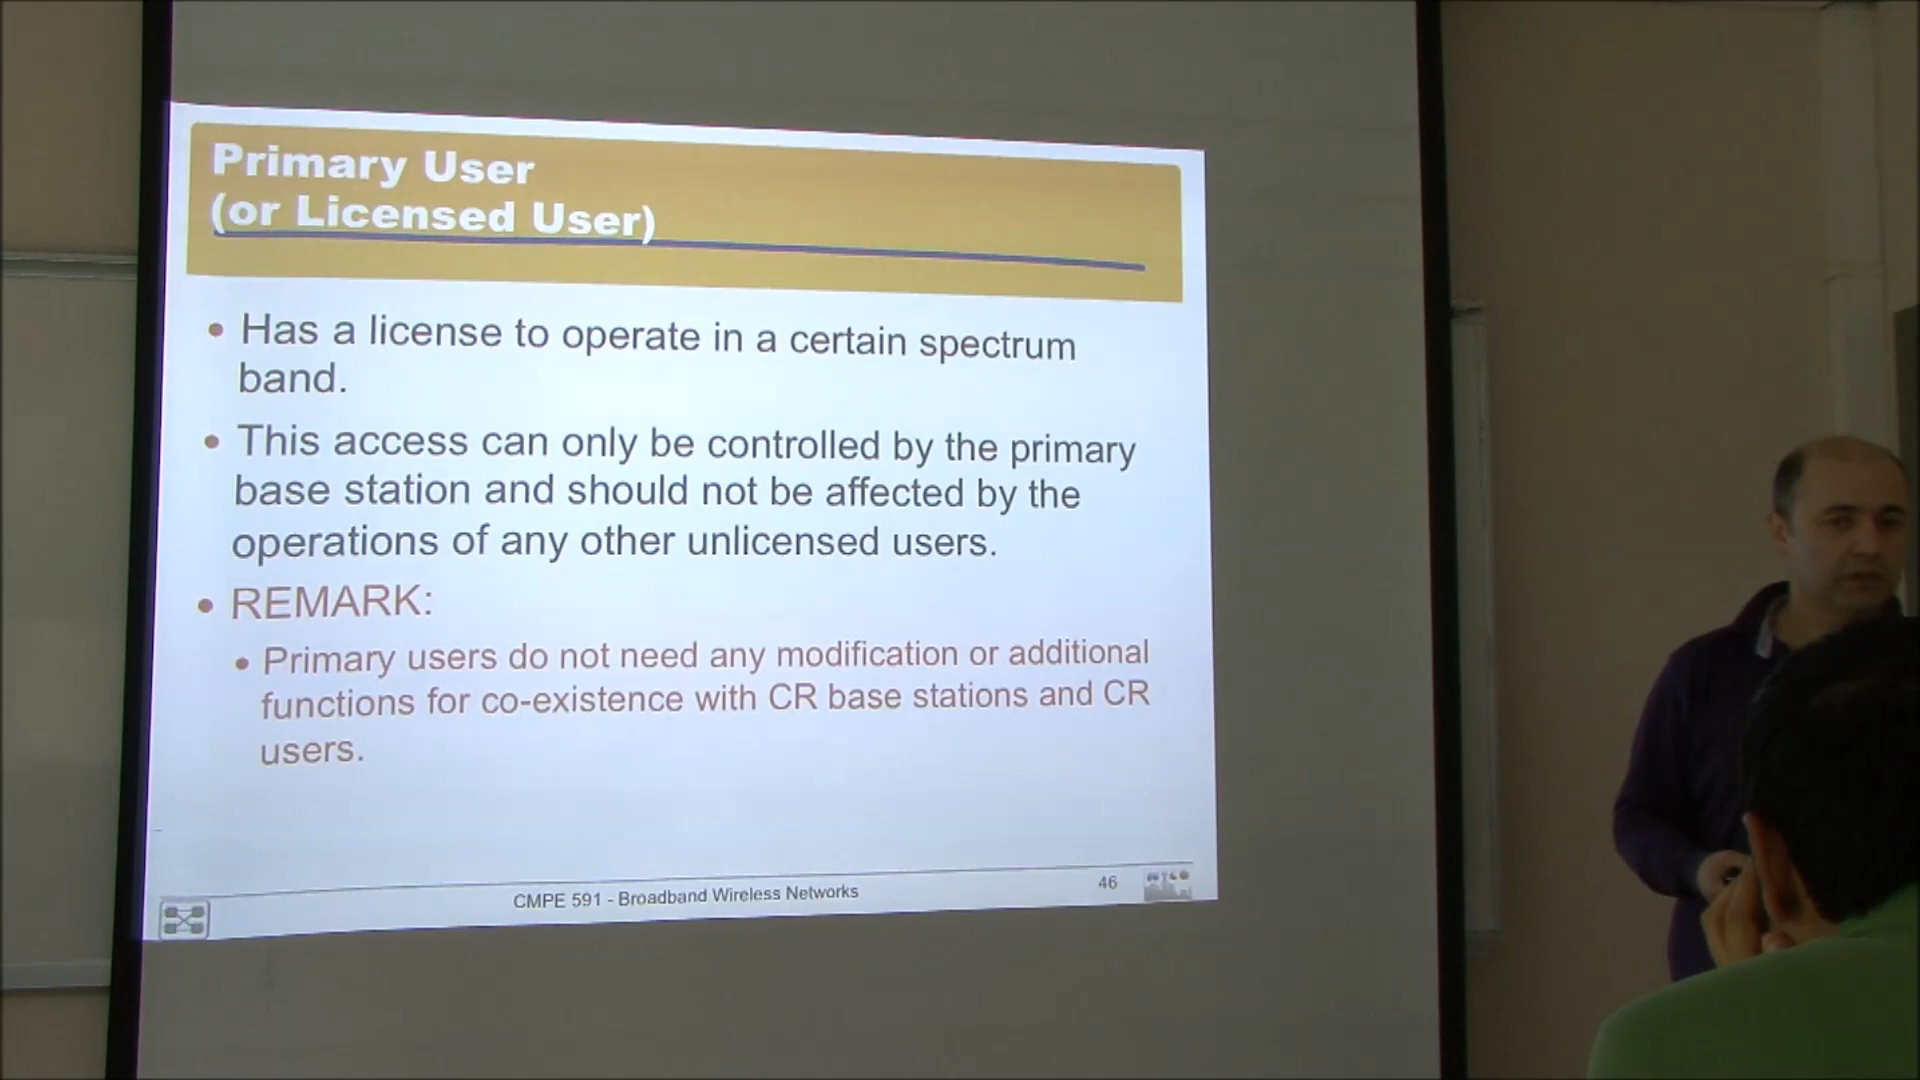 Primary User
(or Licensed User)
• Has a license to operate in a certain spectrum
band.
• This access can only be controlled by the primary
base station and should not be affected by the
operations of any other unlicensed users.
• REMARK:
• Primary users do not need any modification or additional
functions for co-existence with CR base stations and CR
users.
CMPE 591 - Broadband Wireless Networks
46